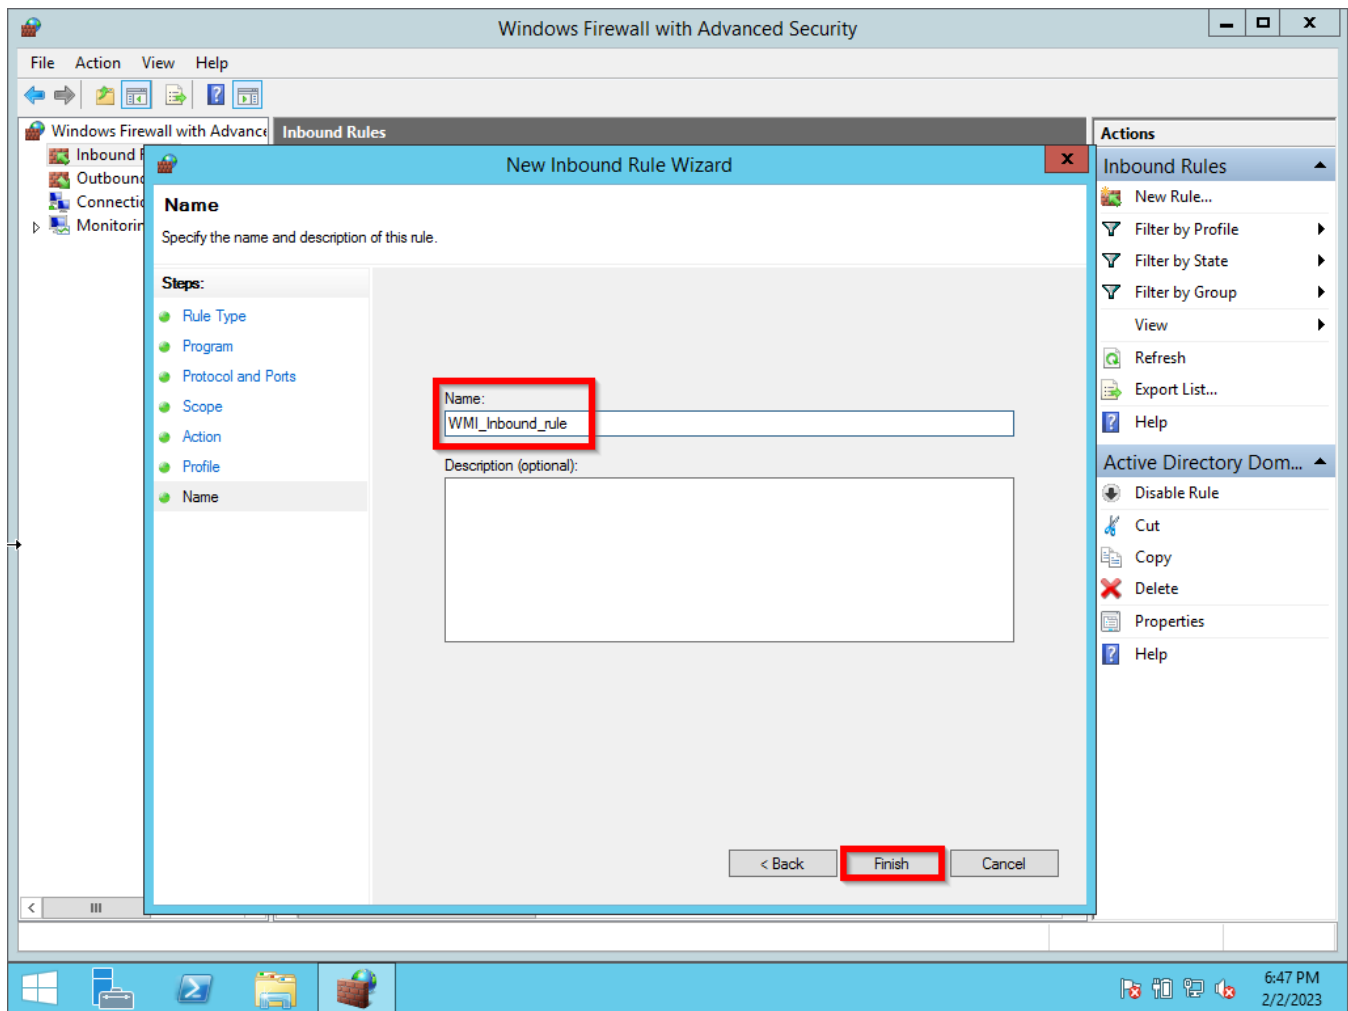 Windows Firewall with Advanced Security
File Action View Help
Windows Firewall with Advance
Inbound Rules
Actions
Inbound
Outbound
Connectio
Monitorin
New Inbound Rule Wizard
Name
Specify the name and description of this rule.
Steps:
Rule Type
Program
Protocol and Ports
Scope
Action
Profile
Name
Name:
WMI_Inbound_rule
Description (optional):
< Back
Finish
Cancel
Inbound Rules
New Rule...
Filter by Profile
Filter by State
Filter by Group
View
Refresh
Export List...
Help
Active Directory Dom...
Disable Rule
Cut
Copy
Delete
Properties
Help
6:47 PM
2/2/2023